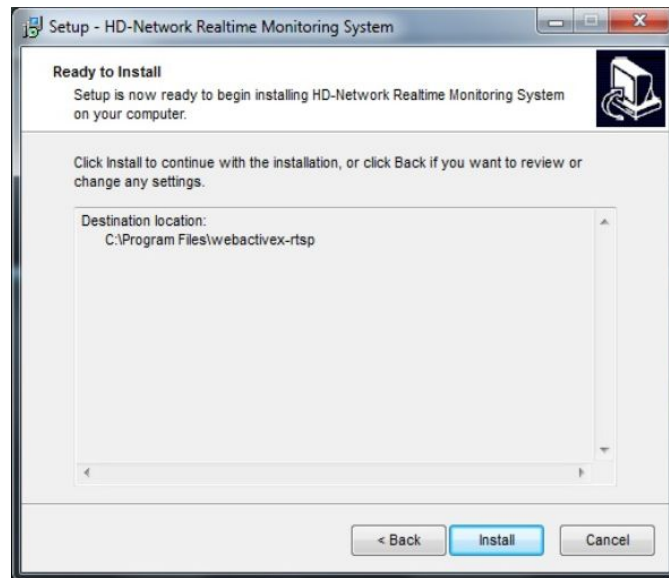 Setup - HD-Network Realtime Monitoring System
Ready to Install
Setup is now ready to begin installing HD-Network Realtime Monitoring System
on your computer.
Click Install to continue with the installation, or click Back if you want to review or
change any settings.
Destination location:
C:\Program Files\webactivex-rtsp
< Back
Install
Cancel